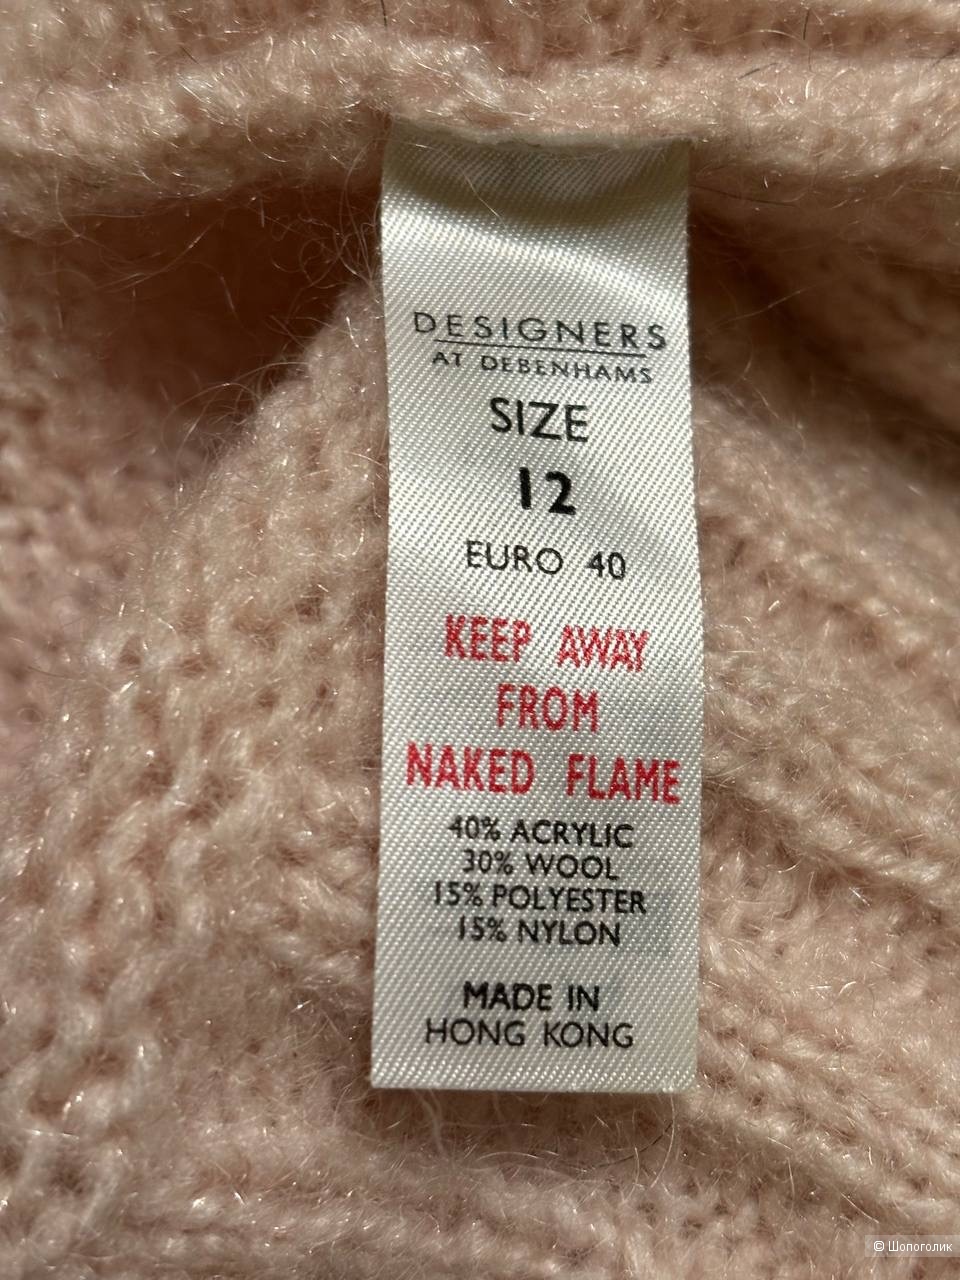 DESIGNERS
AT DEBENHAMS
SIZE
12
EURO 40
KEEP AWAY
FROM
NAKED FLAME
40% ACRYLIC
30% WOOL
15% POLYESTER
15% NYLON
MADE IN
HONG KONG
© Шопоголик